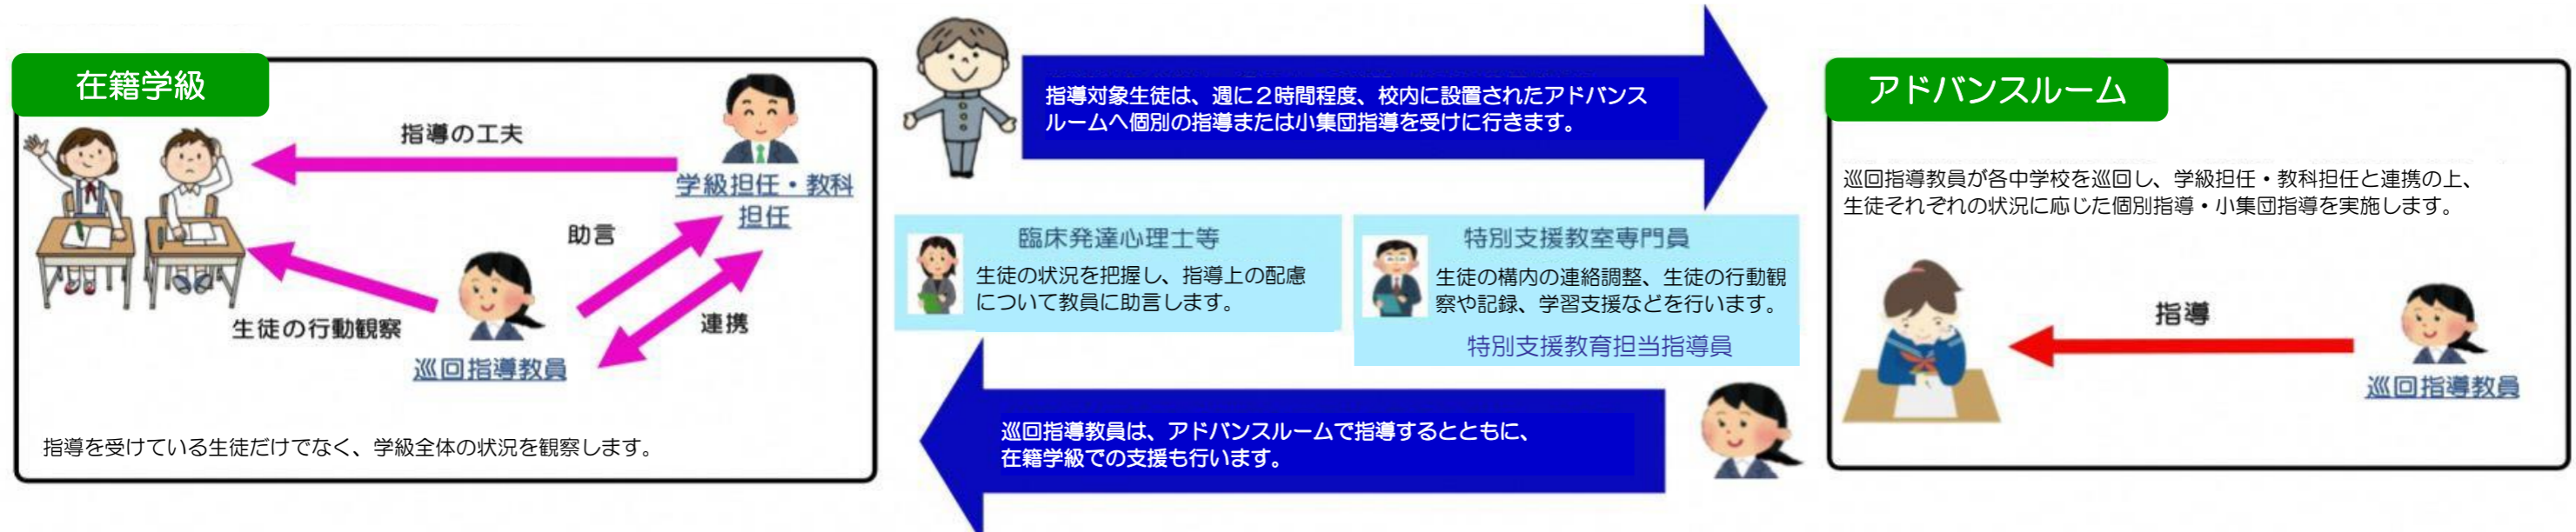 在籍学級
指導の工夫
学級担任・教科
担任
助言
連携
生徒の行動観察
巡回指導教員
指導を受けている生徒だけでなく、学級全体の状況を観察します。
指導対象生徒は、週に２時間程度、校内に設置されたアドバンス
ルームへ個別の指導または小集団指導を受けに行きます。
臨床発達心理士等
生徒の状況を把握し、指導上の配慮
について教員に助言します。
特別支援教室専門員
生徒の構内の連絡調整、生徒の行動観
察や記録、学習支援などを行います。
特別支援教育担当指導員
巡回指導教員は、アドバンスルームで指導するとともに、
在籍学級での支援も行います。
アドバンスルーム
巡回指導教員が各中学校を巡回し、学級担任・教科担任と連携の上、
生徒それぞれの状況に応じた個別指導・小集団指導を実施します。
指導
巡回指導教員